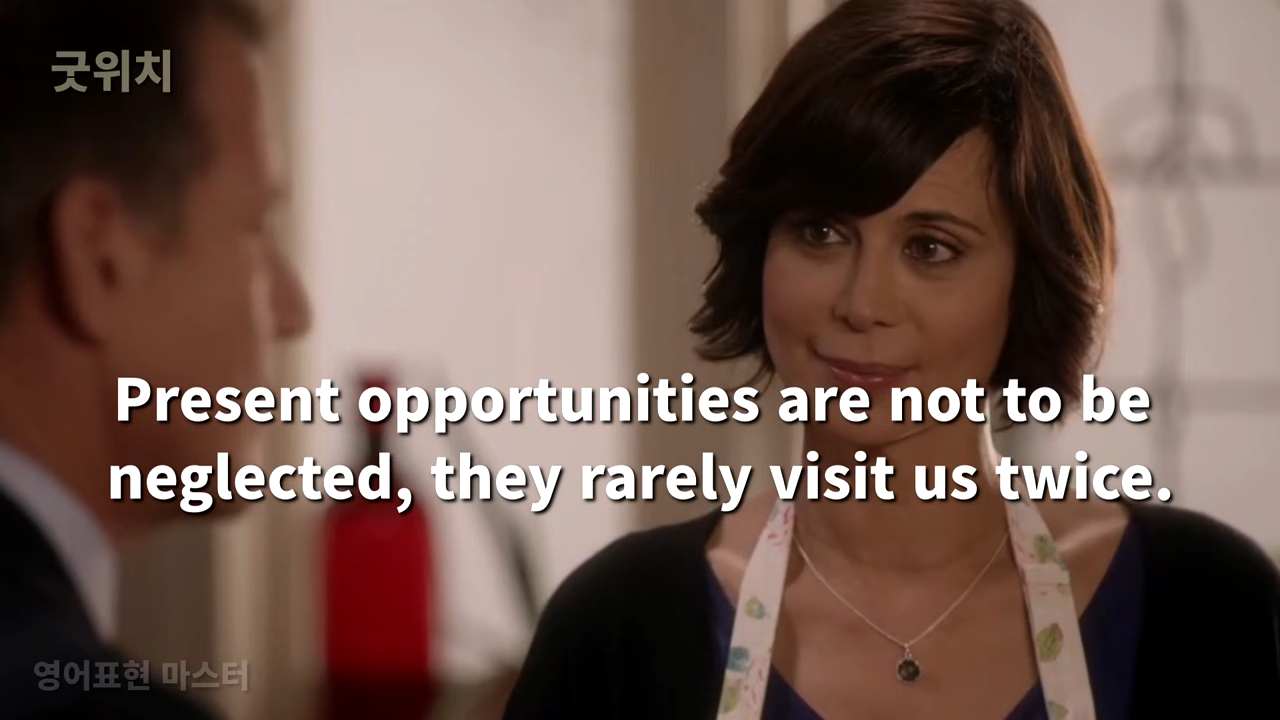 굿위치
Present opportunities are not to be
neglected, they rarely visit us twice.
영어표현 마스터